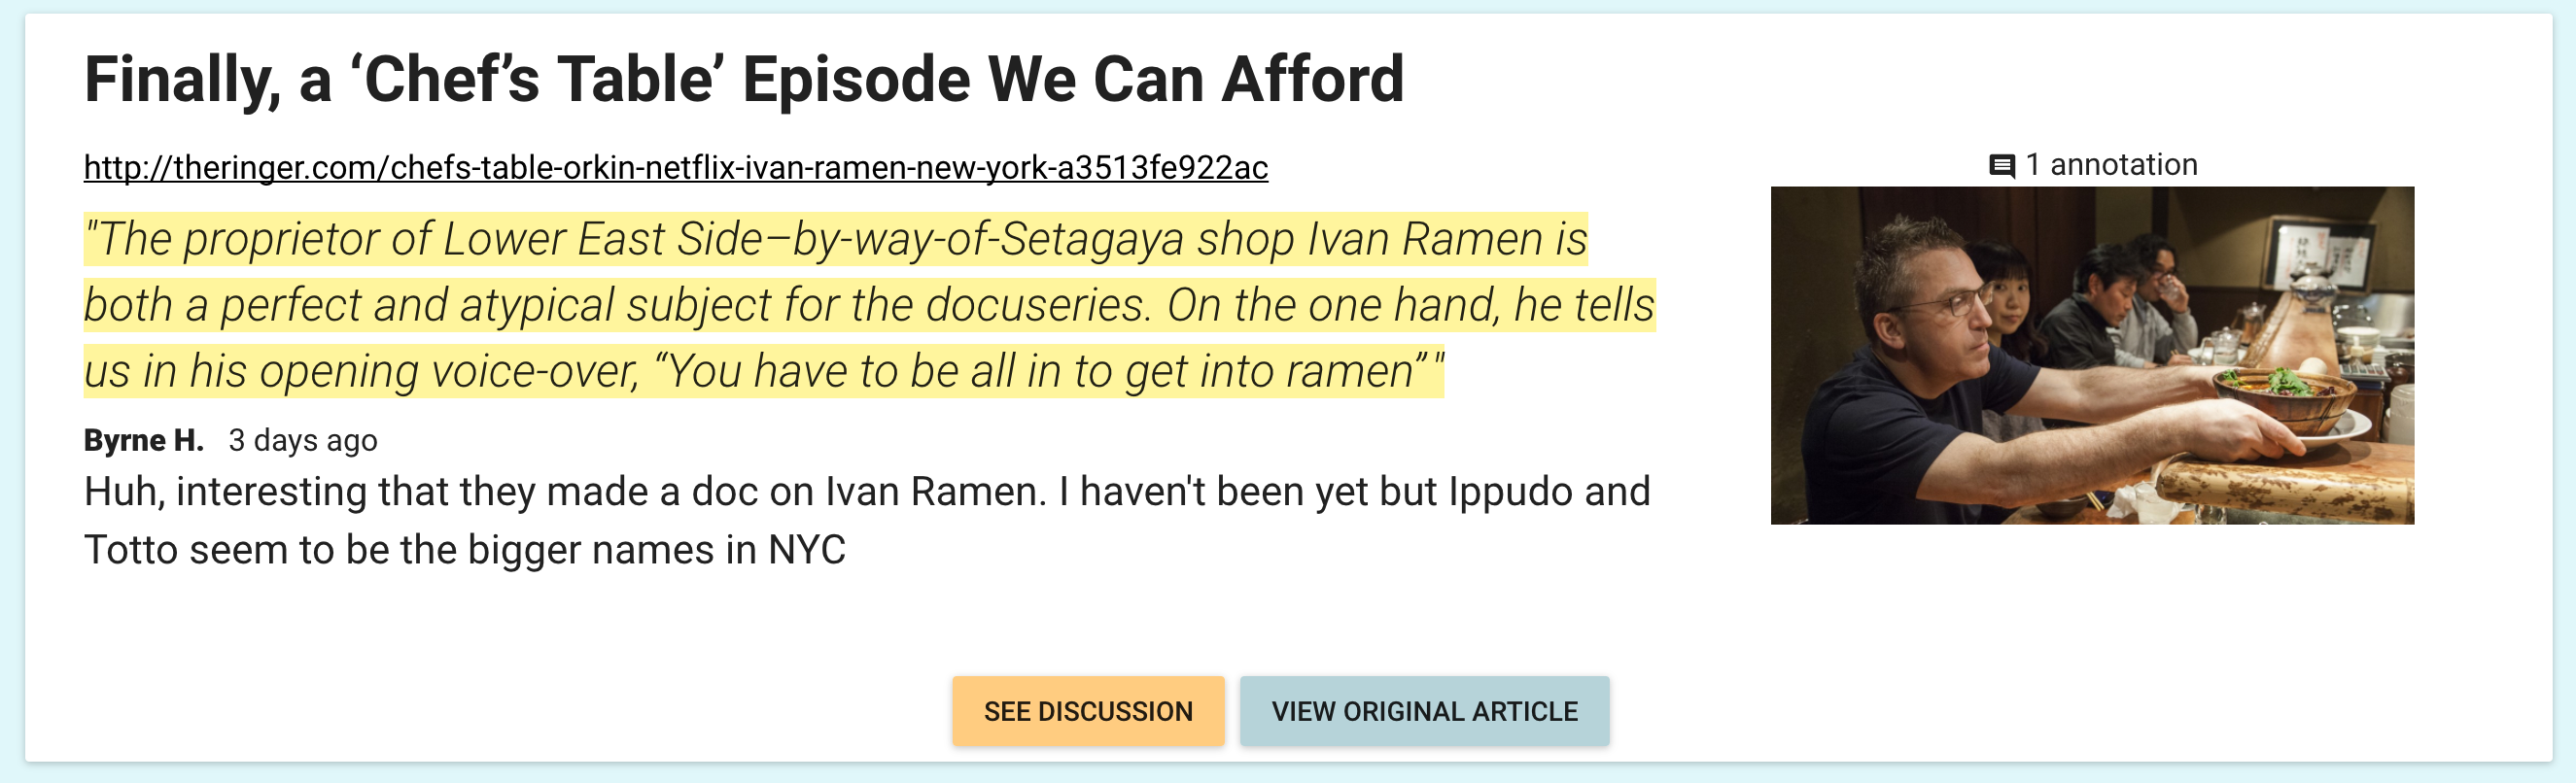 Finally, a ‘Chef’s Table’ Episode We Can Afford
http://theringer.com/chefs-table-orkin-netflix-ivan-ramen-new-york-a3513fe922ac
1 annotation
"The proprietor of Lower East Side–by-way-of-Setagaya shop Ivan Ramen is
both a perfect and atypical subject for the docuseries. On the one hand, he tells
us in his opening voice-over, “You have to be all in to get into ramen”"
Byrne H. 3 days ago
Huh, interesting that they made a doc on Ivan Ramen. I haven't been yet but Ippudo and
Totto seem to be the bigger names in NYC
SEE DISCUSSION
VIEW ORIGINAL ARTICLE